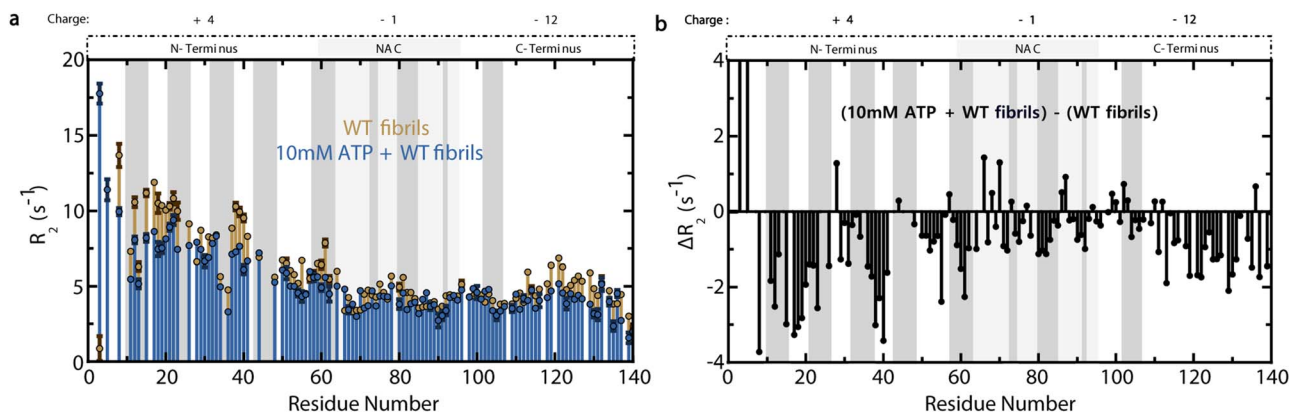 a
Charge: + 4 - 1 - 12
N- Terminus NAC C- Terminus
20
15
10
5
0
R2 (s−1)
WT fibrils
10mM ATP + WT fibrils
0 20 40 60 80 100 120 140
Residue Number
b
Charge : + 4 - 1 - 12
N- Terminus NAC C- Terminus
4
2
0
-2
-4
ΔR2 (s−1)
(10mM ATP + WT fibrils) - (WT fibrils)
0 20 40 60 80 100 120 140
Residue Number